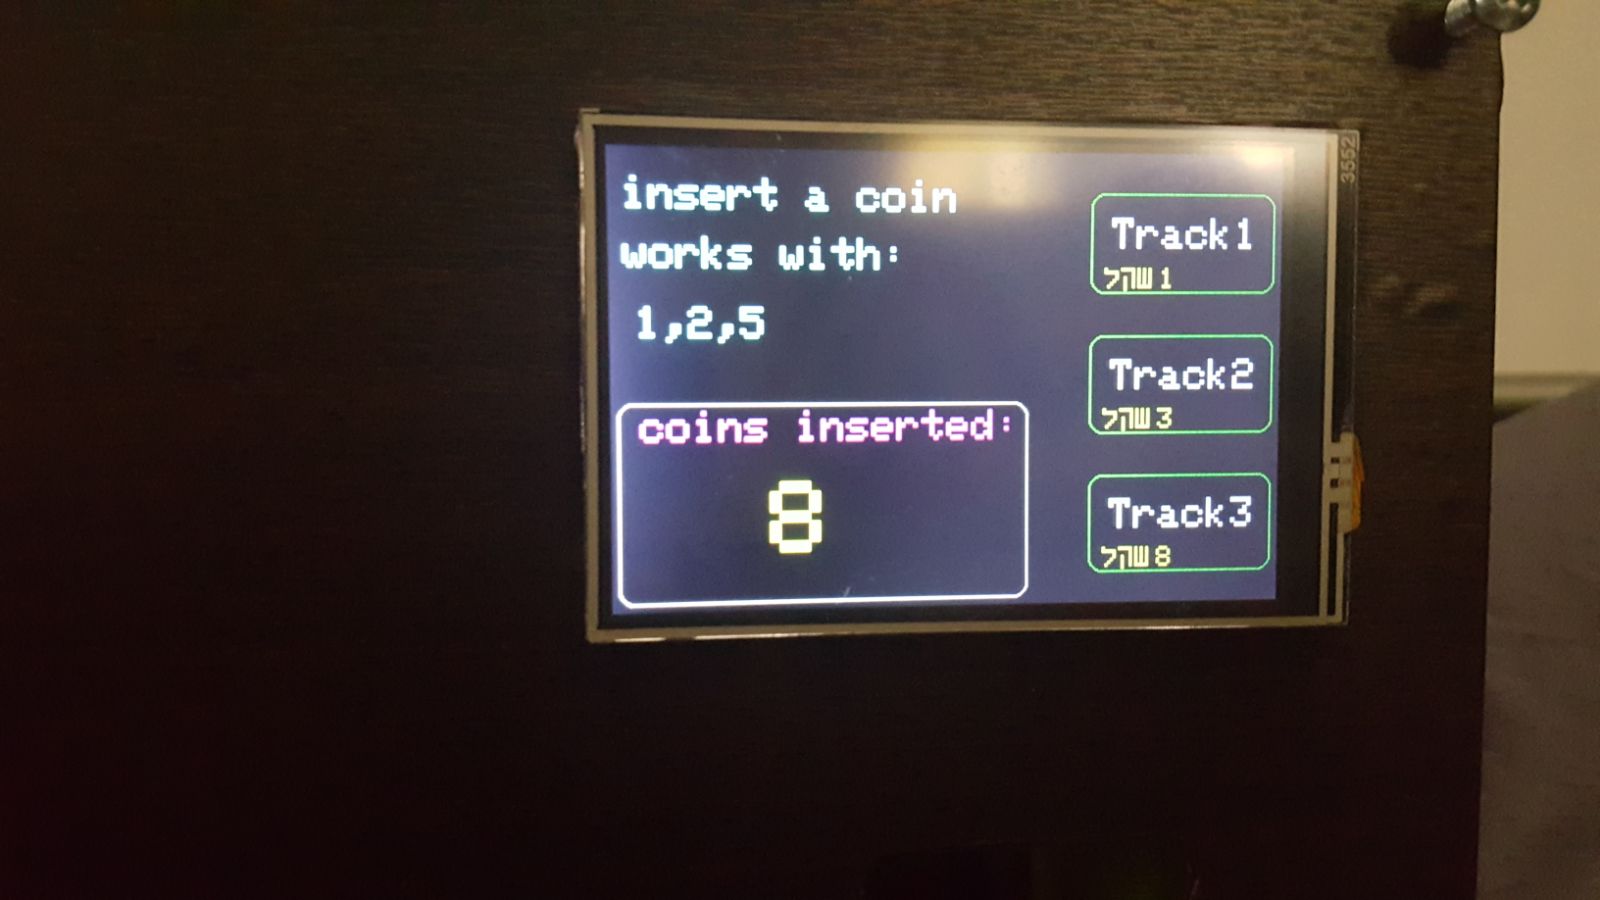 insert a coin
works with:
1,2,5
coins inserted:
8
Track1
1 שקל
Track2
3 שקל
Track3
8 שקל
3552